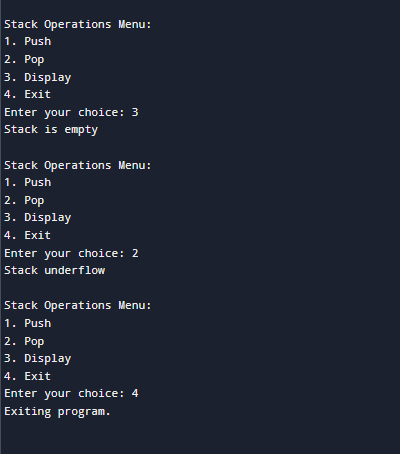 Stack Operations Menu:
1. Push
2. Pop
3. Display
4. Exit
Enter your choice: 3
Stack is empty
Stack Operations Menu:
1. Push
2. Pop
3. Display
4. Exit
Enter your choice: 2
Stack underflow
Stack Operations Menu:
1. Push
2. Pop
3. Display
4. Exit
Enter your choice: 4
Exiting program.